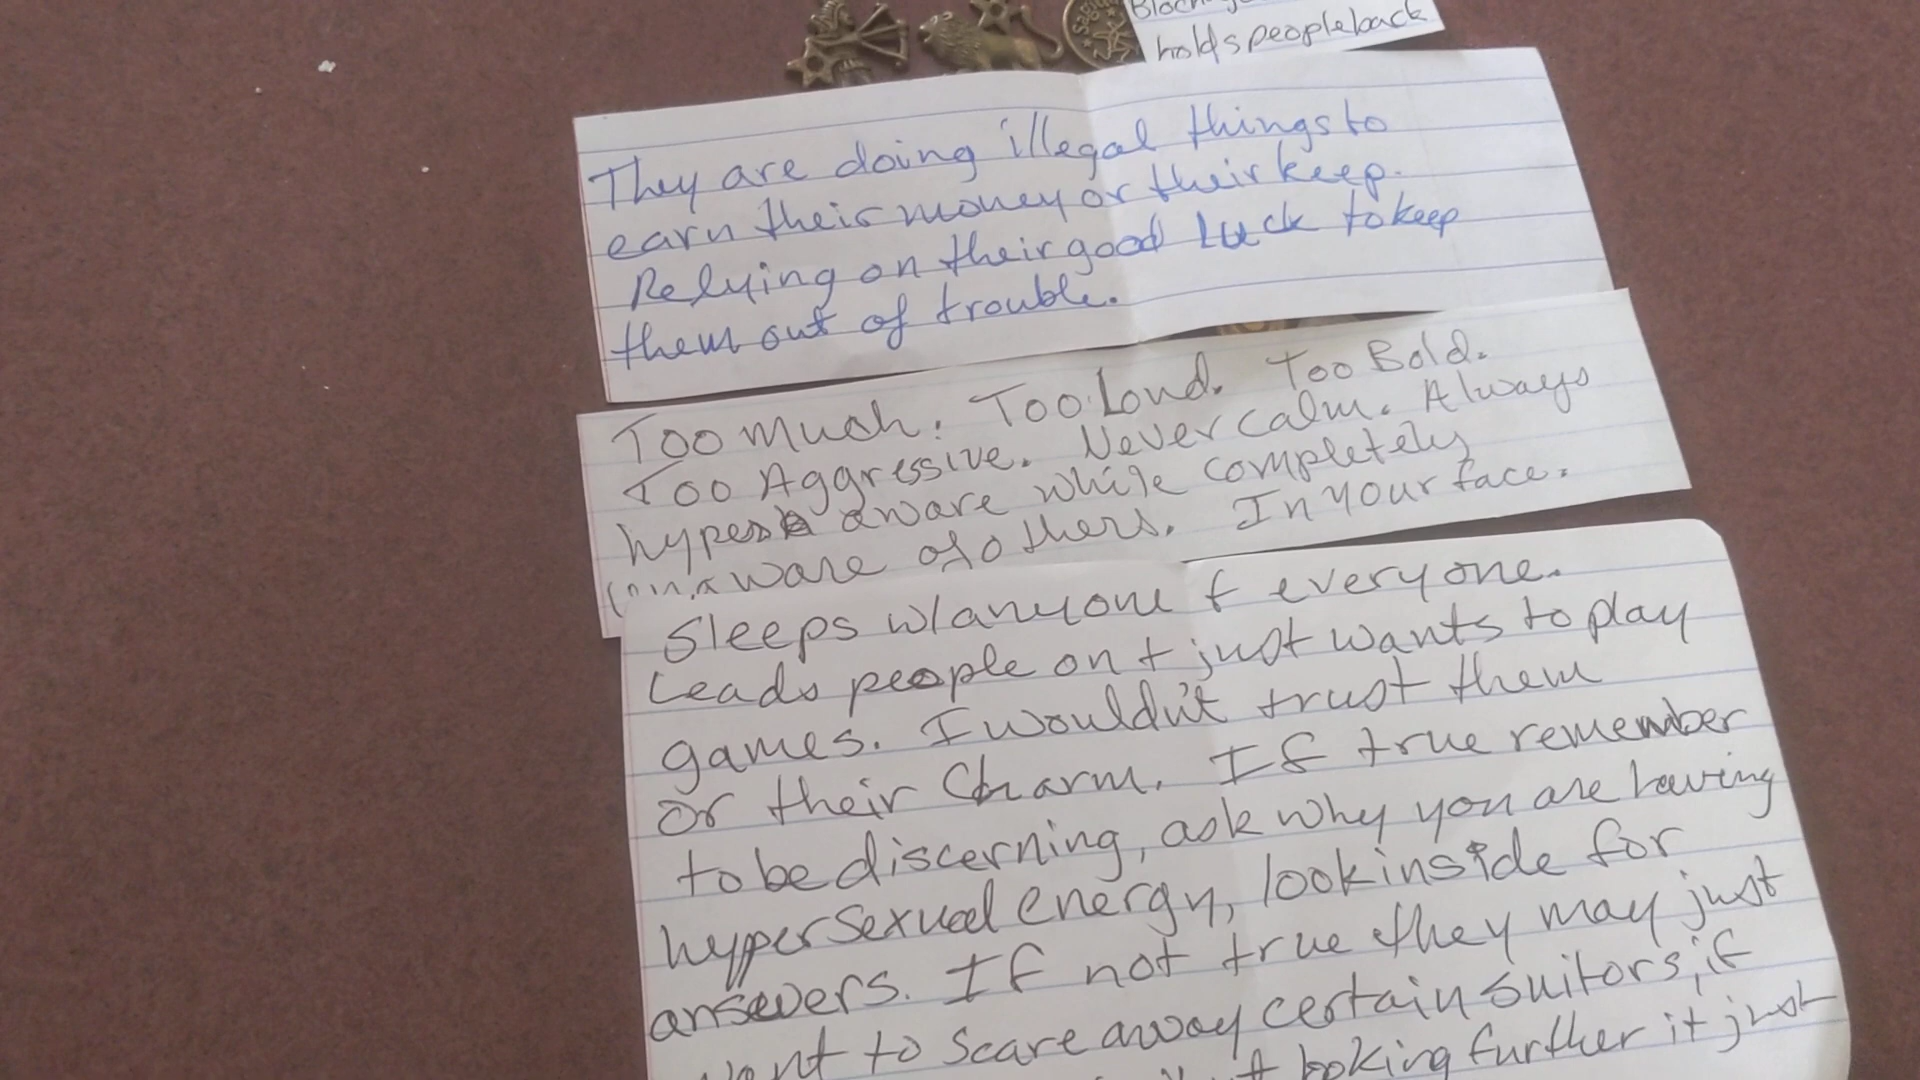 holds people back
They are doing illegal things to
earn their money or their keep.
Relying on their good luck to keep
them out of trouble.
Too Much. Too Loud. Too Bold.
Too Aggressive. Never calm. Always
hyper aware while completely
unaware of others. In your face.
Sleeps w/anyone & everyone.
Leads people on + just wants to play
games. I wouldn't trust them
or their Charm. If true remember
to be discerning, ask why you are having
hypersexual energy, look inside for
answers. If not true they may just
want to scare away certain suitors, if
looking further it just